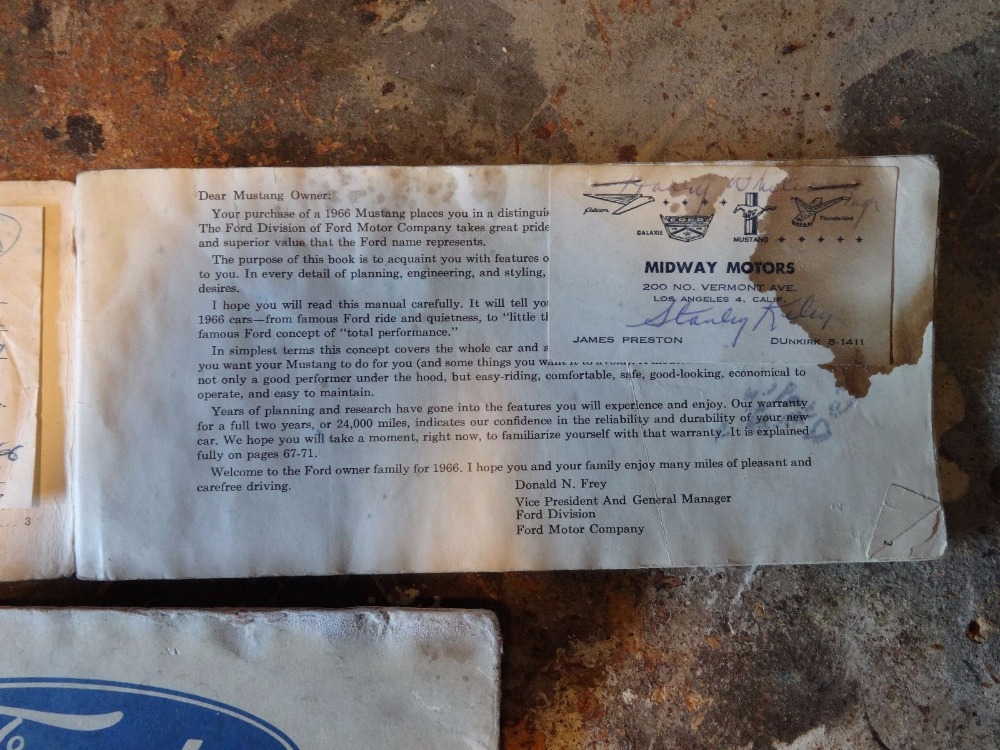 Dear Mustang Owner:
Your purchase of a 1966 Mustang places you in a distinguis
The Ford Division of Ford Motor Company takes great pride
and superior value that the Ford name represents.
The purpose of this book is to acquaint you with features o
to you. In every detail of planning, engineering, and styling,
desires.
I hope you will read this manual carefully. It will tell yo
1966 cars—from famous Ford ride and quietness, to "little th
famous Ford concept of "total performance."
In simplest terms this concept covers the whole car and a
you want your Mustang to do for you (and some things you want it to
not only a good performer under the hood, but easy-riding, comfortable, safe, good-looking, economical to
operate, and easy to maintain.
Years of planning and research have gone into the features you will experience and enjoy. Our warranty
for a full two years, or 24,000 miles, indicates our confidence in the reliability and durability of your new
car. We hope you will take a moment, right now, to familiarize yourself with that warranty. It is explained
fully on pages 67-71.
Welcome to the Ford owner family for 1966. I hope you and your family enjoy many miles of pleasant and
carefree driving.
Donald N. Frey
Vice President And General Manager
Ford Division
Ford Motor Company
Falcon
GALAXIE
FORD
MUSTANG
Thunderbird
MIDWAY MOTORS
200 NO. VERMONT AVE.
LOS ANGELES 4, CALIF.
Stanley
JAMES PRESTON
DUNKIRK 5-1411
3
2